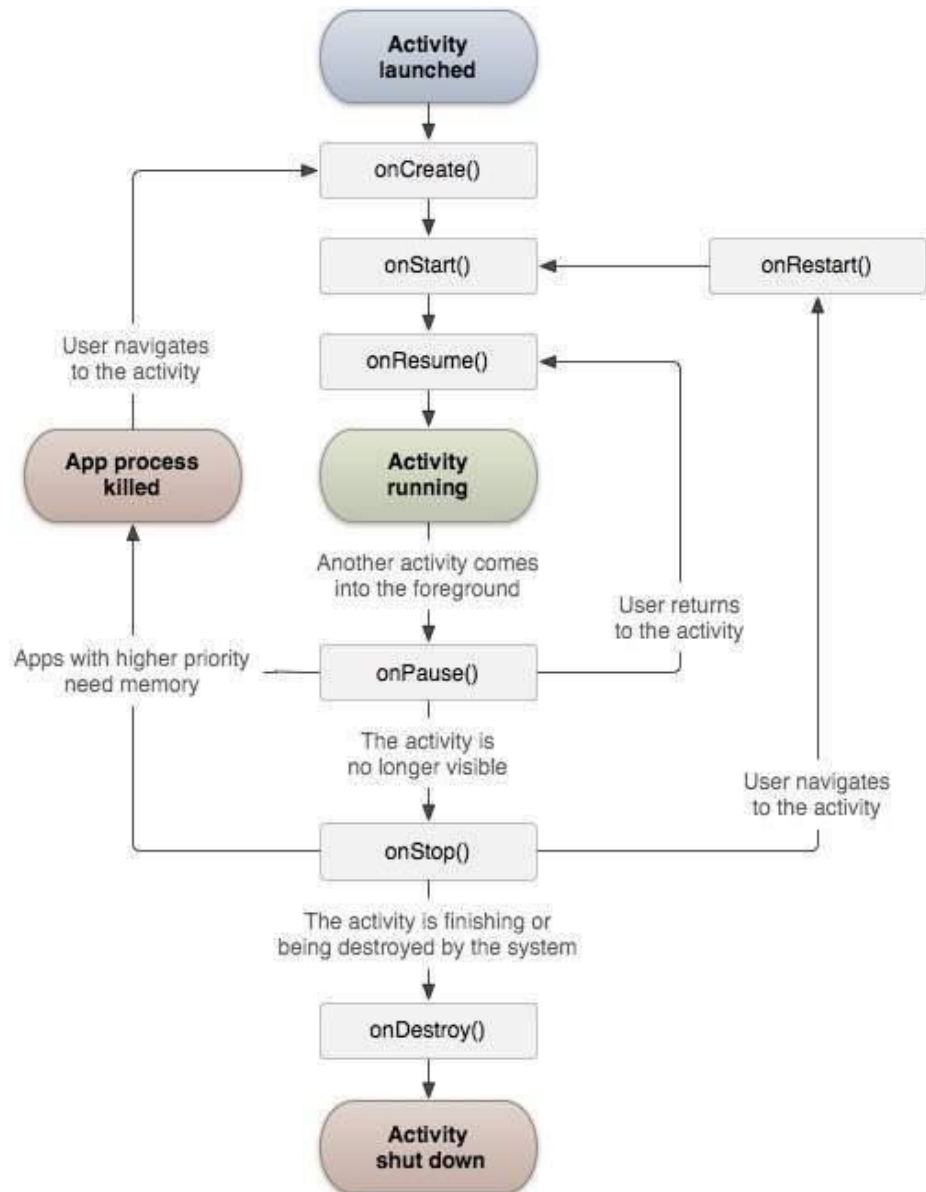 Activity
launched
onCreate()
onStart()
onRestart()
User navigates
to the activity
onResume()
App process
killed
Activity
running
Another activity comes
into the foreground
User returns
to the activity
Apps with higher priority
need memory
onPause()
The activity is
no longer visible
User navigates
to the activity
onStop()
The activity is finishing or
being destroyed by the system
onDestroy()
Activity
shut down